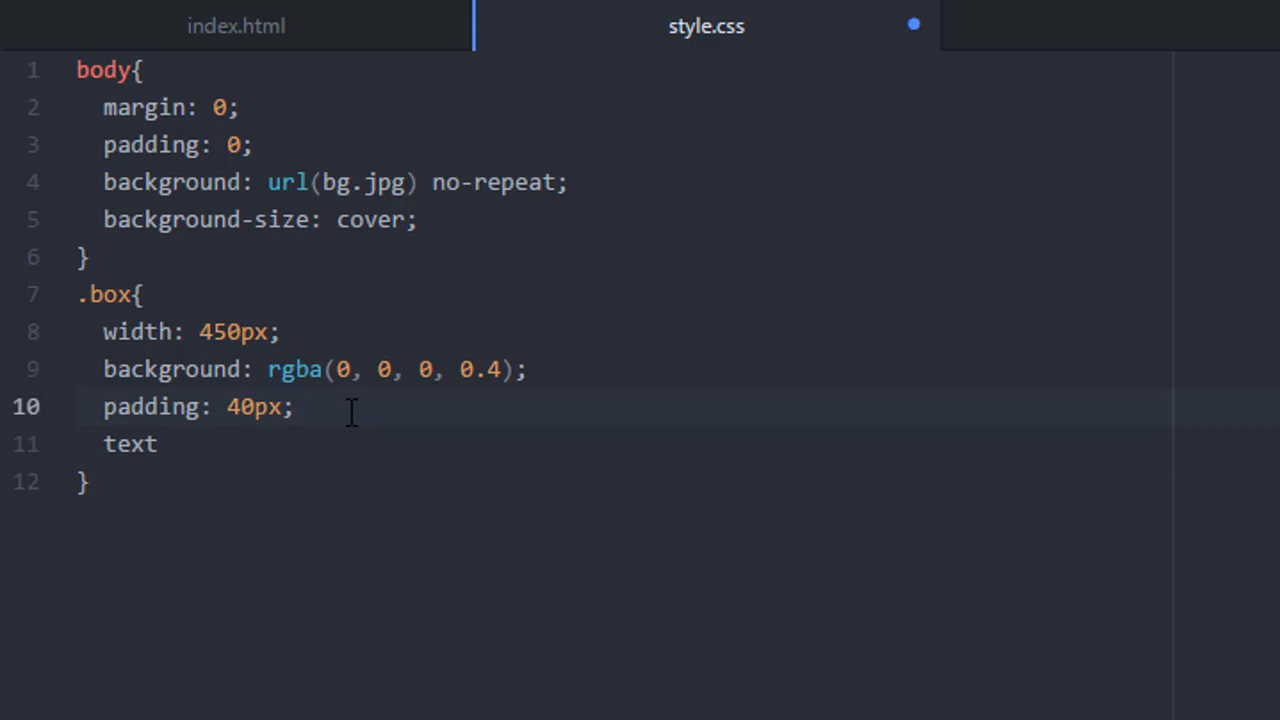 index.html
style.css
1 body{
2 margin: 0;
3 padding: 0;
4 background: url(bg.jpg) no-repeat;
5 background-size: cover;
6 }
7 .box{
8 width: 450px;
9 background: rgba(0, 0, 0, 0.4);
10 padding: 40px;
11 text
12 }